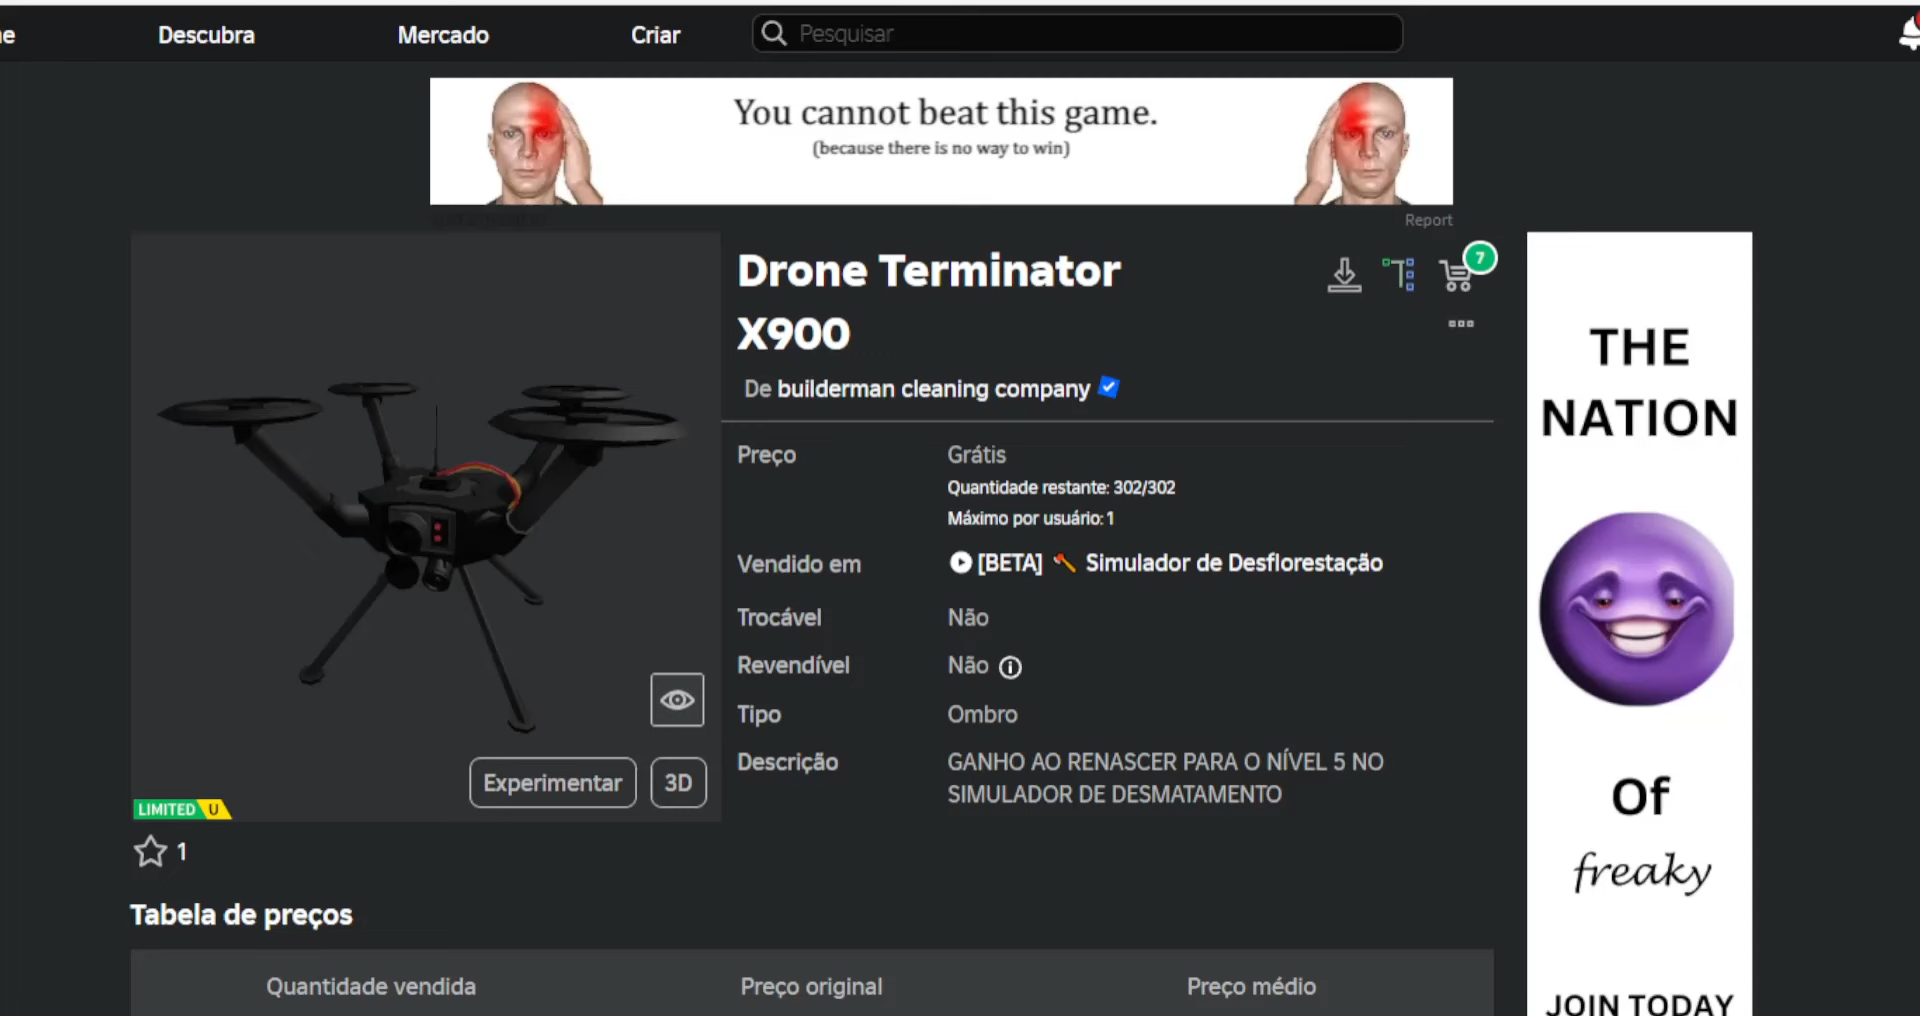 e
Descubra
Mercado
Criar
Pesquisar
You cannot beat this game.
(because there is no way to win)
Report
Drone Terminator
X900
7
De builderman cleaning company
Preço
Grátis
Quantidade restante: 302/302
Máximo por usuário: 1
Vendido em
[BETA] Simulador de Desflorestação
Trocável
Não
Revendível
Não
Tipo
Ombro
Descrição
GANHO AO RENASCER PARA O NÍVEL 5 NO
SIMULADOR DE DESMATAMENTO
Experimentar
3D
LIMITED U
1
Tabela de preços
Quantidade vendida
Preço original
Preço médio
THE
NATION
Of
freaky
JOIN TODAY